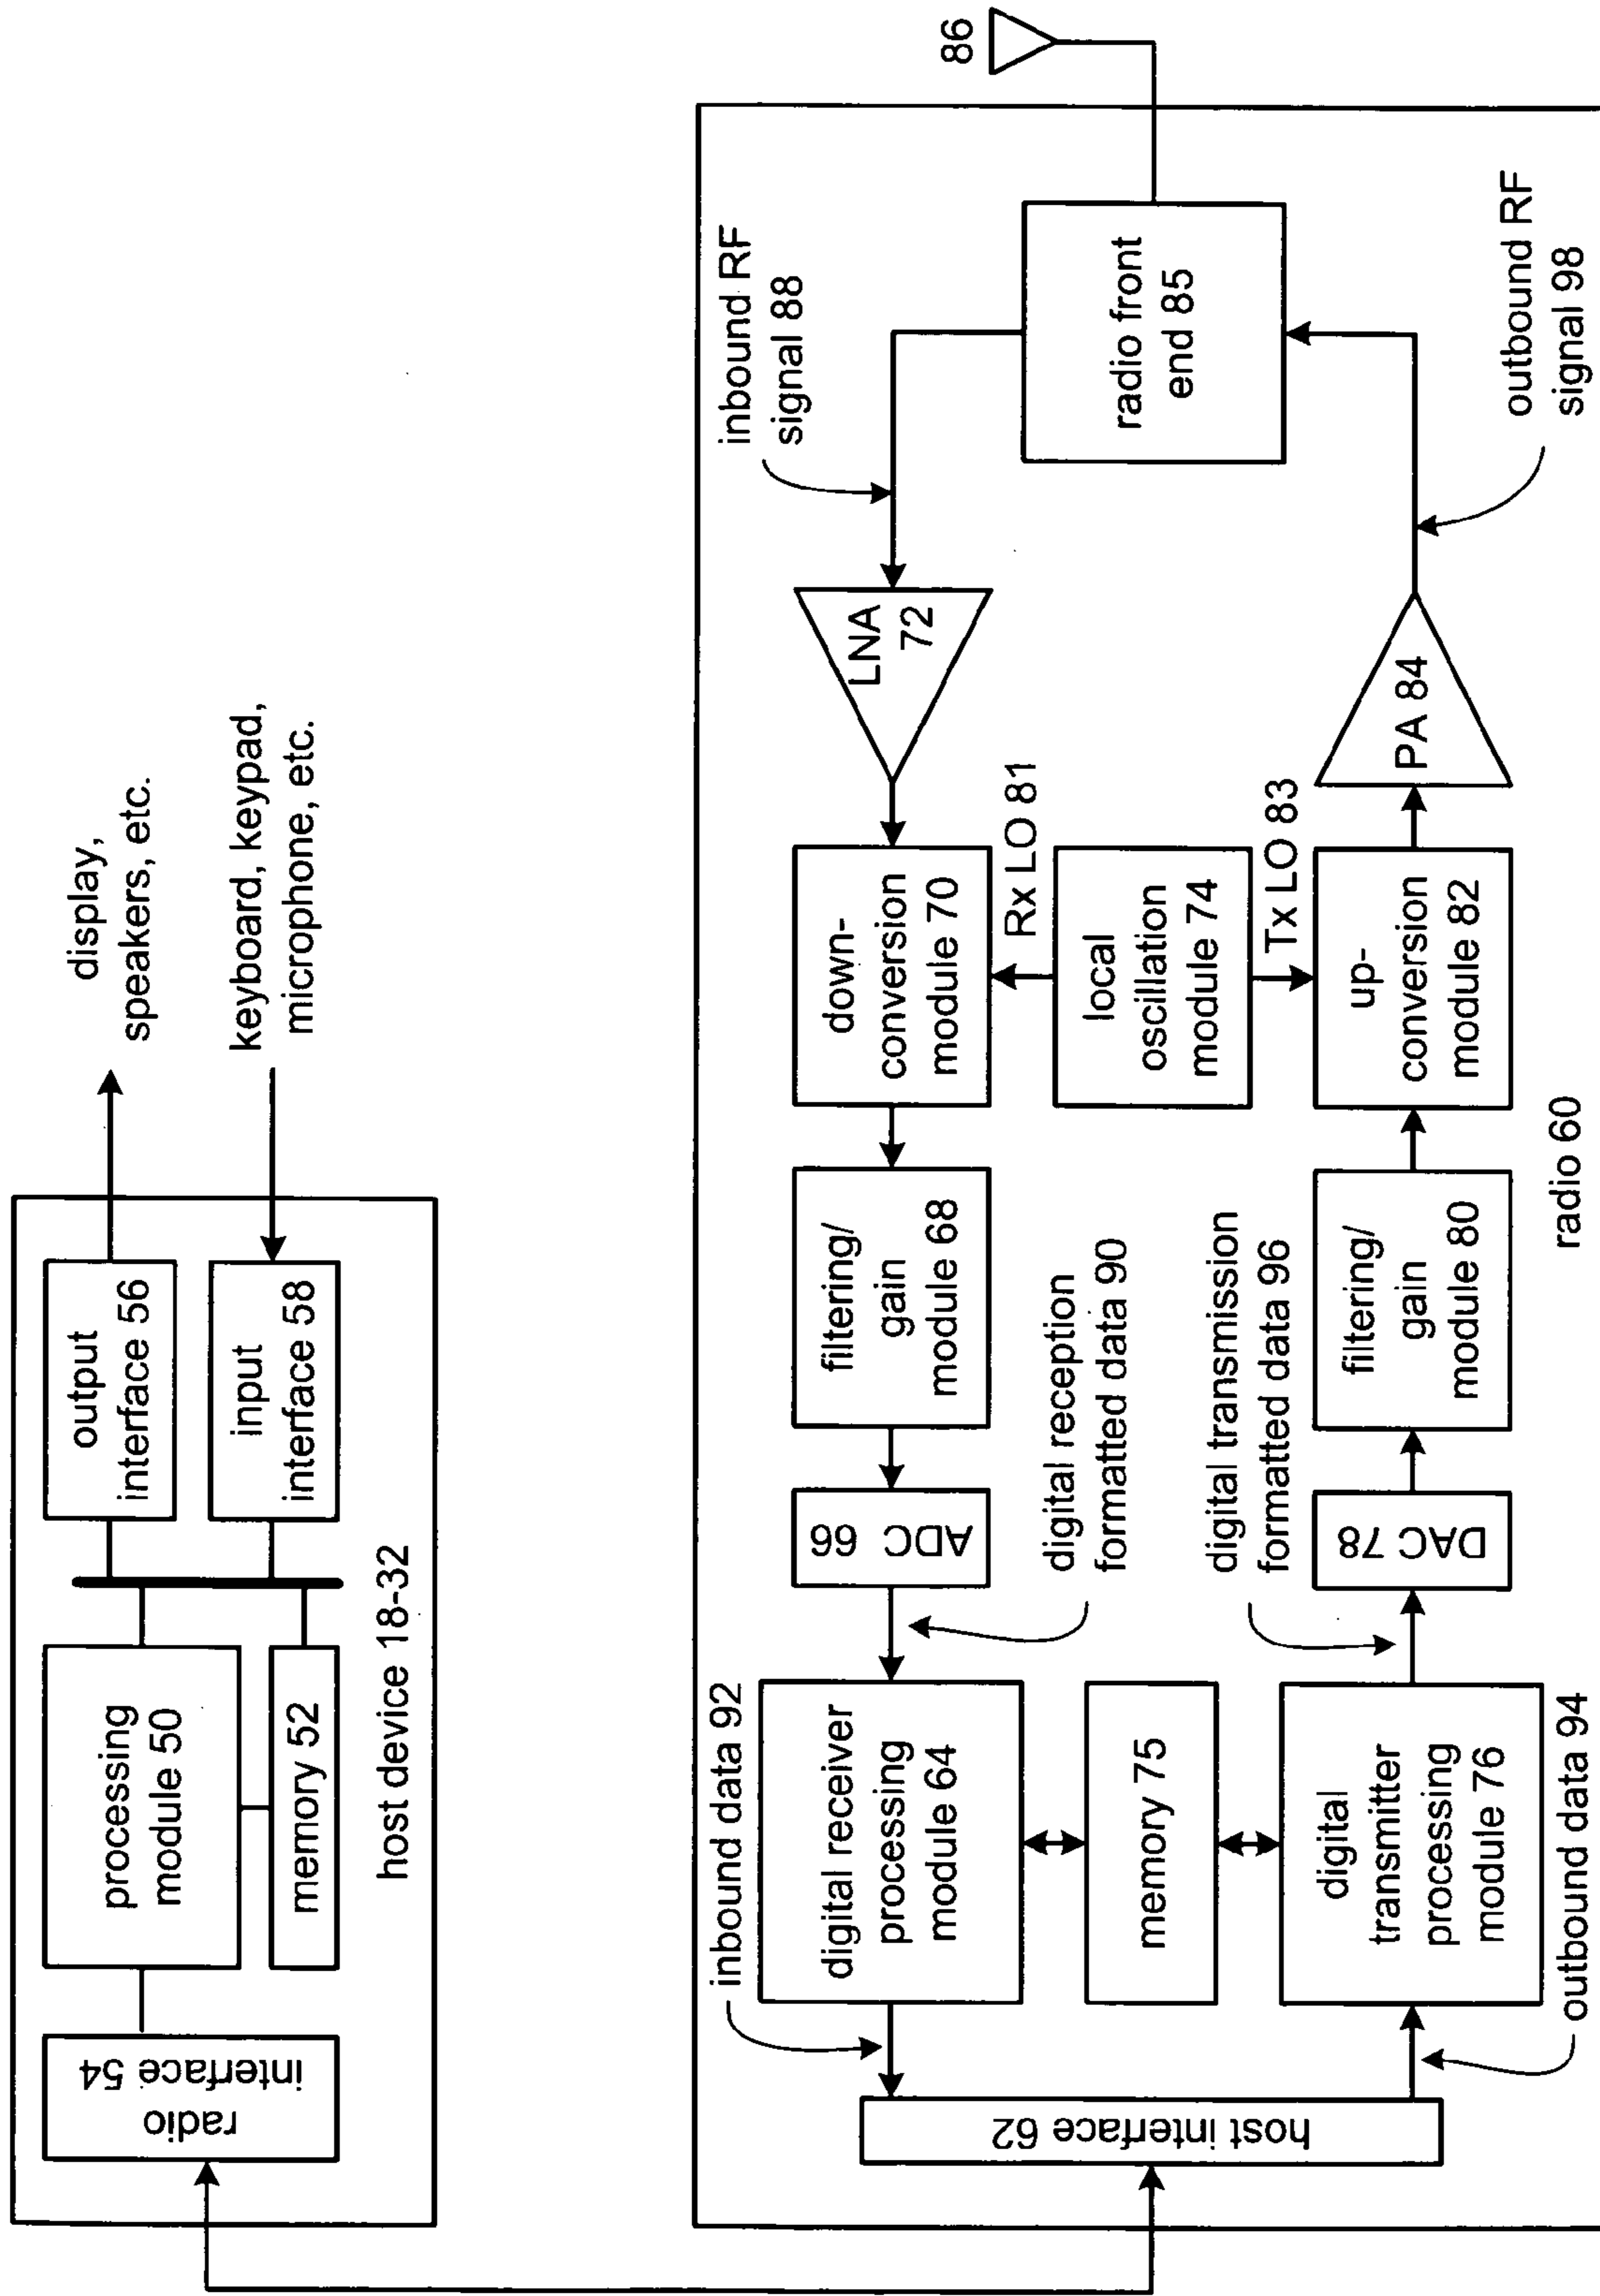 display,
speakers, etc.
keyboard, keypad,
microphone, etc.
output
interface 56
input
interface 58
processing
module 50
memory 52
radio
interface 54
host device 18-32
86
inbound RF
signal 88
radio front
end 85
outbound RF
signal 98
LNA
72
PA 84
down-
conversion
module 70
Rx LO 81
local
oscillation
module 74
Tx LO 83
up-
conversion
module 82
filtering/
gain
module 68
filtering/
gain
module 80
radio 60
ADC 66
digital reception
formatted data 90
digital transmission
formatted data 96
DAC 78
inbound data 92
digital receiver
processing
module 64
memory 75
digital
transmitter
processing
module 76
outbound data 94
host interface 62